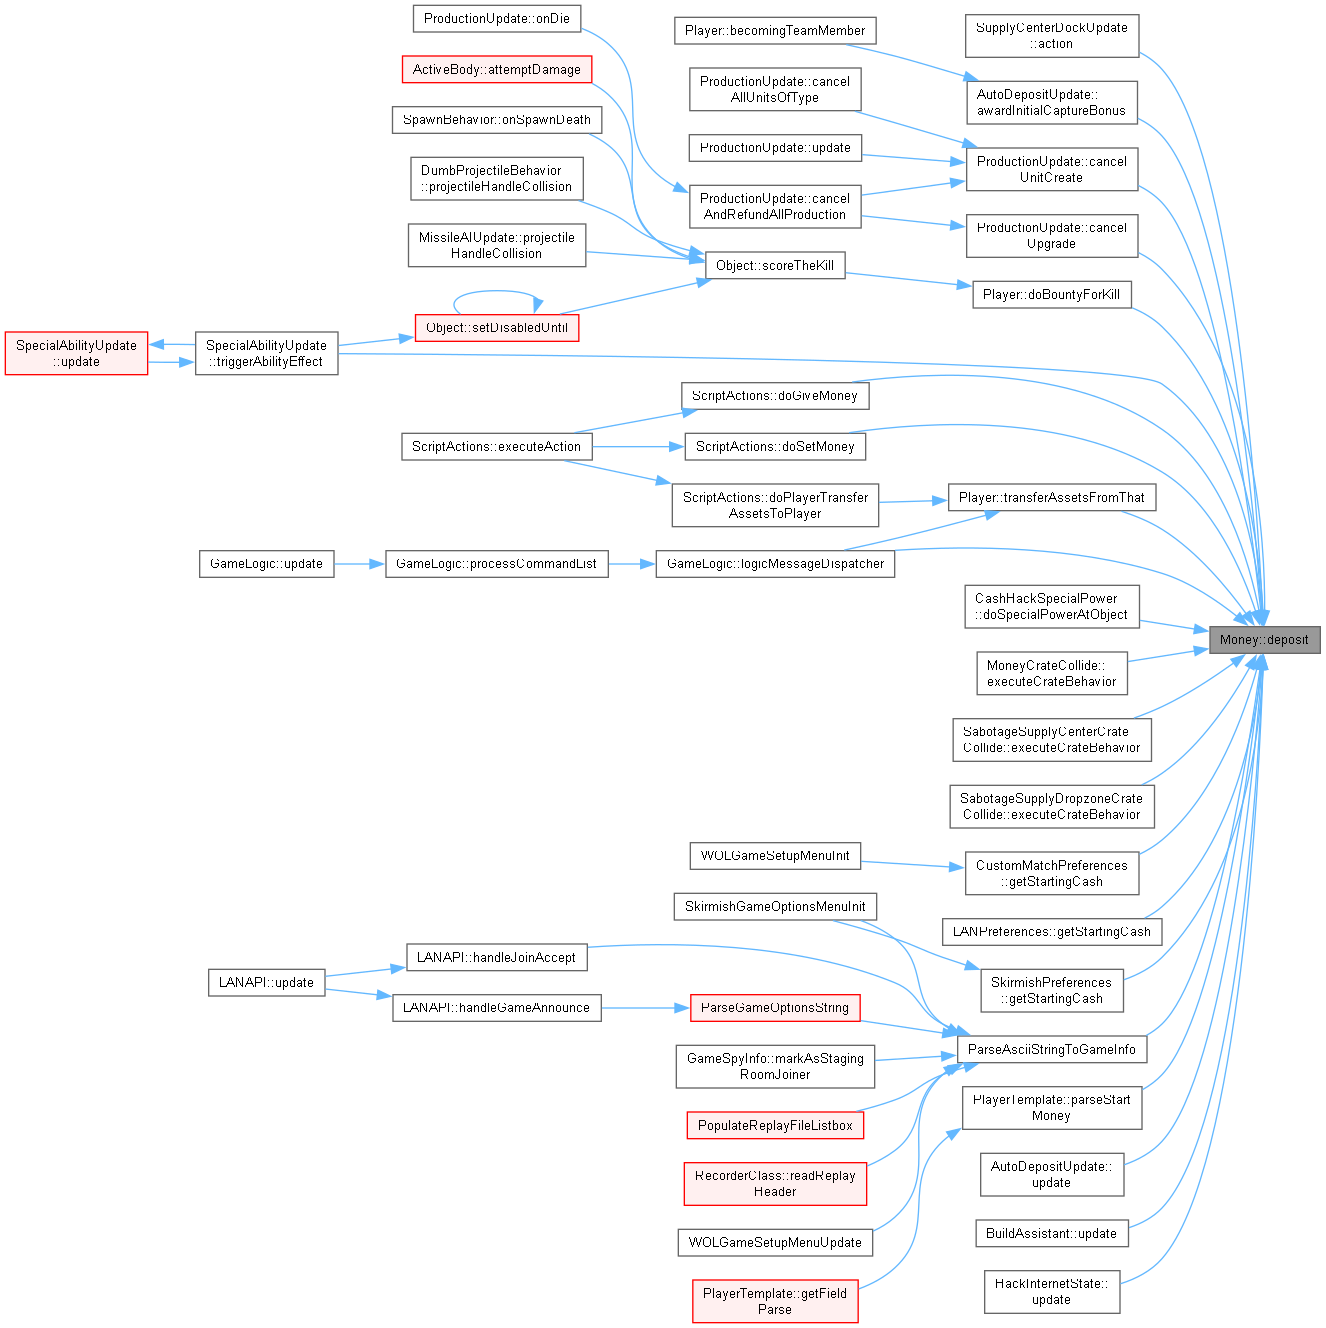 ProductionUpdate::onDie
ActiveBody::attemptDamage
SpawnBehavior::onSpawnDeath
DumbProjectileBehavior
::projectileHandleCollision
MissileAIUpdate::projectile
HandleCollision
Object::setDisabledUntil
SpecialAbilityUpdate
::update
SpecialAbilityUpdate
::triggerAbilityEffect
Player::becomingTeamMember
ProductionUpdate::cancel
AllUnitsOfType
ProductionUpdate::update
ProductionUpdate::cancel
AndRefundAllProduction
Object::scoreTheKill
SupplyCenterDockUpdate
::action
AutoDepositUpdate::
awardInitialCaptureBonus
ProductionUpdate::cancel
UnitCreate
ProductionUpdate::cancel
Upgrade
Player::doBountyForKill
ScriptActions::doGiveMoney
ScriptActions::executeAction
ScriptActions::doSetMoney
ScriptActions::doPlayerTransfer
AssetsToPlayer
Player::transferAssetsFromThat
GameLogic::update
GameLogic::processCommandList
GameLogic::logicMessageDispatcher
CashHackSpecialPower
::doSpecialPowerAtObject
Money::deposit
MoneyCrateCollide::
executeCrateBehavior
SabotageSupplyCenterCrate
Collide::executeCrateBehavior
SabotageSupplyDropzoneCrate
Collide::executeCrateBehavior
WOLGameSetupMenuInit
CustomMatchPreferences
::getStartingCash
SkirmishGameOptionsMenuInit
LANPreferences::getStartingCash
LANAPI::handleJoinAccept
LANAPI::update
SkirmishPreferences
::getStartingCash
LANAPI::handleGameAnnounce
ParseGameOptionsString
ParseAsciiStringToGameInfo
GameSpyInfo::markAsStaging
RoomJoiner
PlayerTemplate::parseStart
Money
PopulateReplayFileListbox
RecorderClass::readReplay
Header
AutoDepositUpdate::
update
WOLGameSetupMenuUpdate
BuildAssistant::update
PlayerTemplate::getField
Parse
HackInternetState::
update